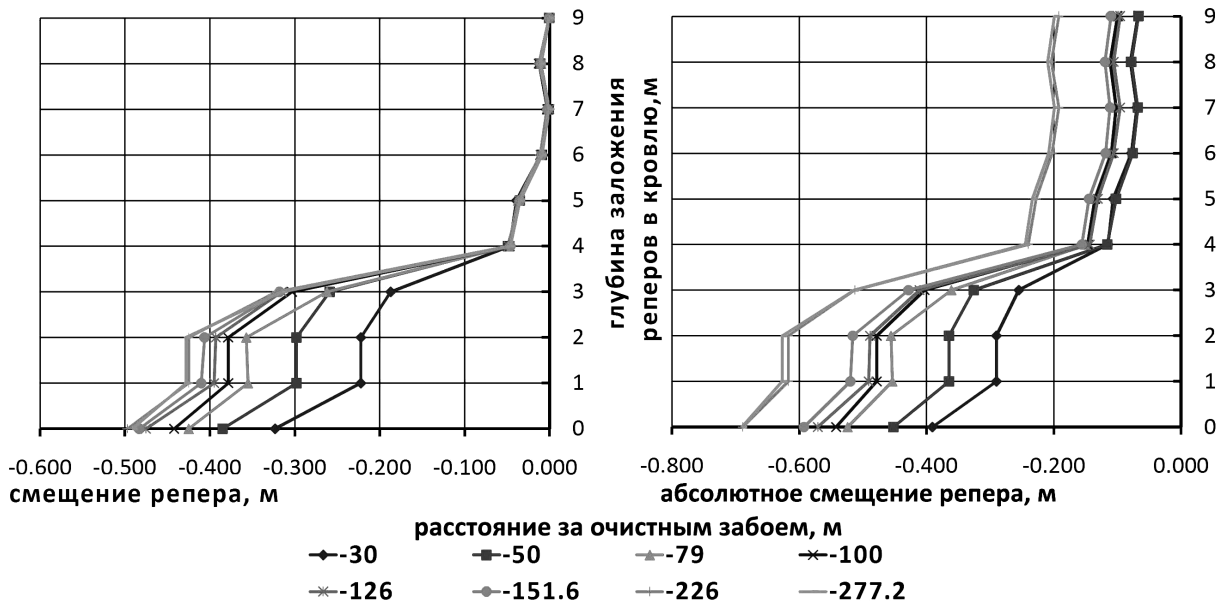 9
8
7
6
5
4
3
2
1
0
-0.600 -0.400 -0.300 -0.200 -0.100 0.000
смещение репера, м
глубина заложения
реперов в кровлю,м
9
8
7
6
5
4
3
2
1
0
-0.800 -0.600 -0.400 -0.200 0.000
абсолютное смещение репера, м
расстояние за очистным забоем, м
-30 -50 -79 -100
-126 -151.6 -226 -277.2